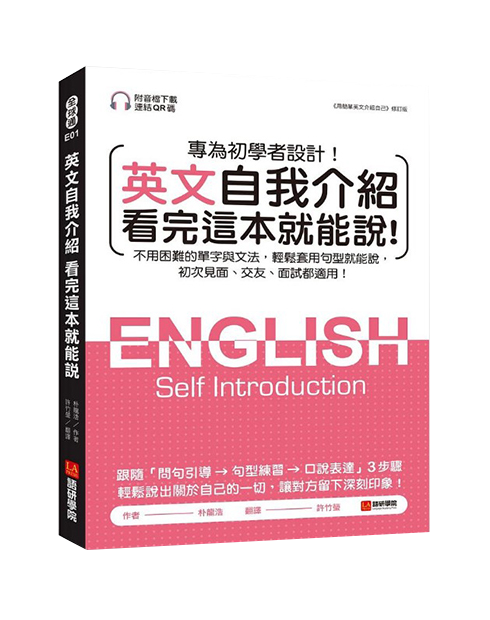 全球通
E01
英文自我介紹 看完這本就能說
朴龍浩／作者
許竹瑩／翻譯
LA
語研學院
附音檔下載
連結QR碼
《用簡單英文介紹自己》修訂版
專為初學者設計！
英文自我介紹
看完這本就能說！
不用困難的單字與文法，輕鬆套用句型就能說，
初次見面、交友、面試都適用！
ENGLISH
Self Introduction
跟隨「問句引導→句型練習→口說表達」3步驟
輕鬆說出關於自己的一切，讓對方留下深刻印象！
作者 朴龍浩 翻譯 許竹瑩
LA 語研學院